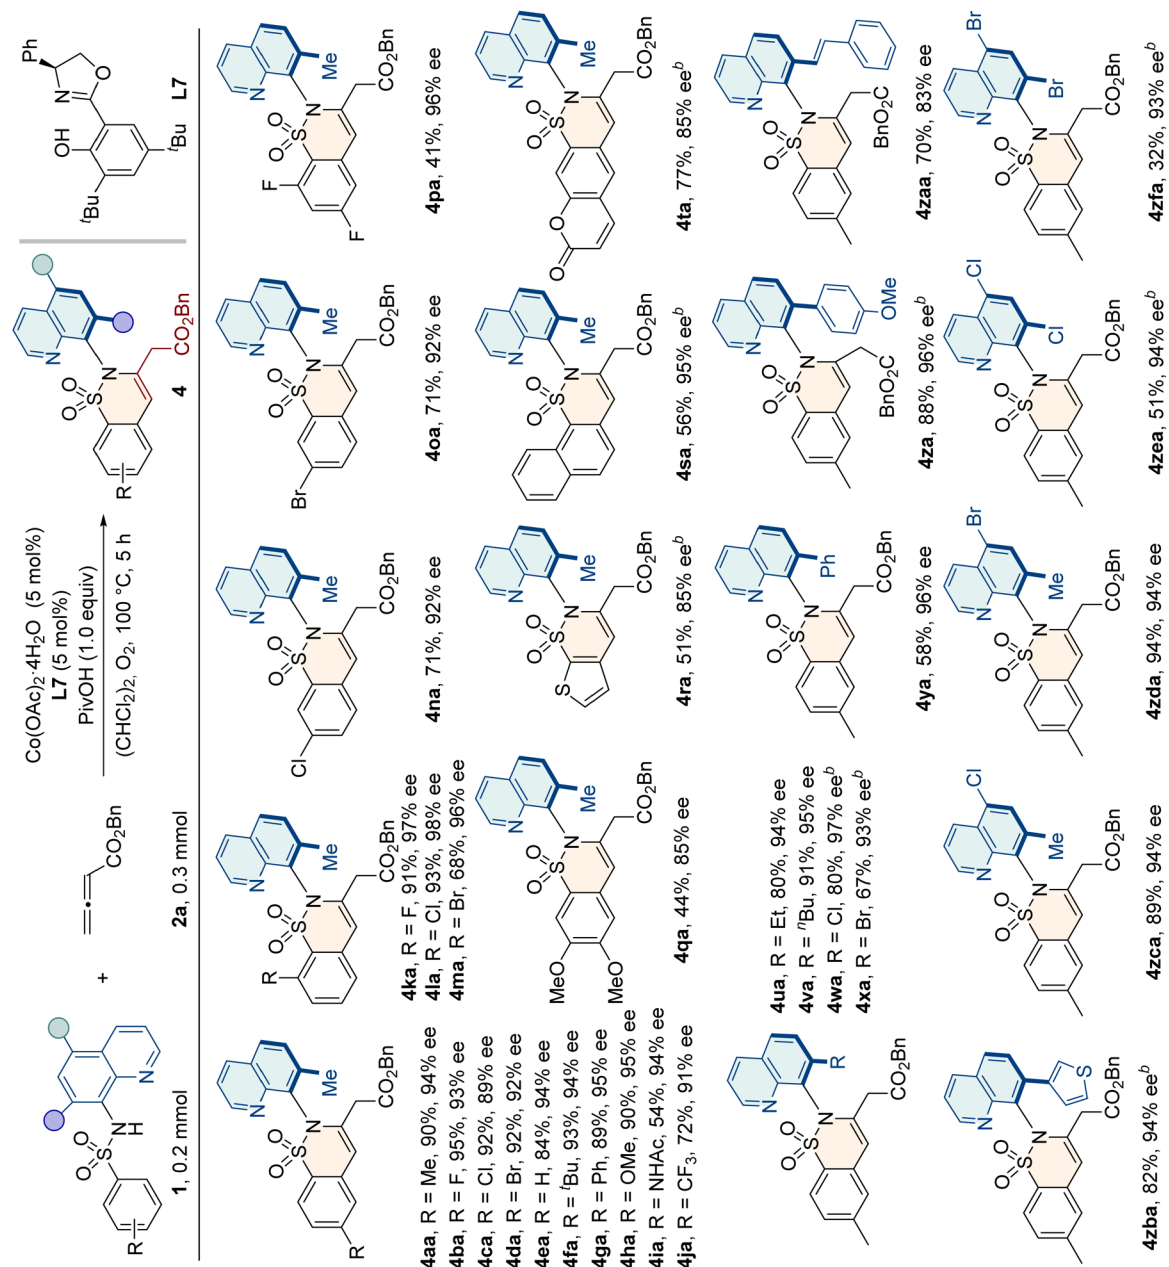 1, 0.2 mmol
+
2a, 0.3 mmol
CO₂Bn
Co(OAc)₂·4H₂O (5 mol%)
L7 (5 mol%)
PivOH (1.0 equiv)
(CHCl₂)₂, O₂, 100 °C, 5 h
4
CO₂Bn
L7
Ph
OH
ᵗBu
ᵗBu
4aa, R = Me, 90%, 94% ee
4ba, R = F, 95%, 93% ee
4ca, R = Cl, 92%, 89% ee
4da, R = Br, 92%, 92% ee
4ea, R = H, 84%, 94% ee
4fa, R = ᵗBu, 93%, 94% ee
4ga, R = Ph, 89%, 95% ee
4ha, R = OMe, 90%, 95% ee
4ia, R = NHAc, 54%, 94% ee
4ja, R = CF₃, 72%, 91% ee
4ka, R = F, 91%, 97% ee
4la, R = Cl, 93%, 98% ee
4ma, R = Br, 68%, 96% ee
4na, 71%, 92% ee
4oa, 71%, 92% ee
4pa, 41%, 96% ee
4qa, 44%, 85% ee
4ra, 51%, 85% eeᵇ
4sa, 56%, 95% eeᵇ
4ta, 77%, 85% eeᵇ
4ua, R = Et, 80%, 94% ee
4va, R = ⁿBu, 91%, 95% ee
4wa, R = Cl, 80%, 97% eeᵇ
4xa, R = Br, 67%, 93% eeᵇ
4ya, 58%, 96% ee
4za, 88%, 96% eeᵇ
4zaa, 70%, 83% ee
4zba, 82%, 94% eeᵇ
4zca, 89%, 94% ee
4zda, 94%, 94% ee
4zea, 51%, 94% eeᵇ
4zfa, 32%, 93% eeᵇ